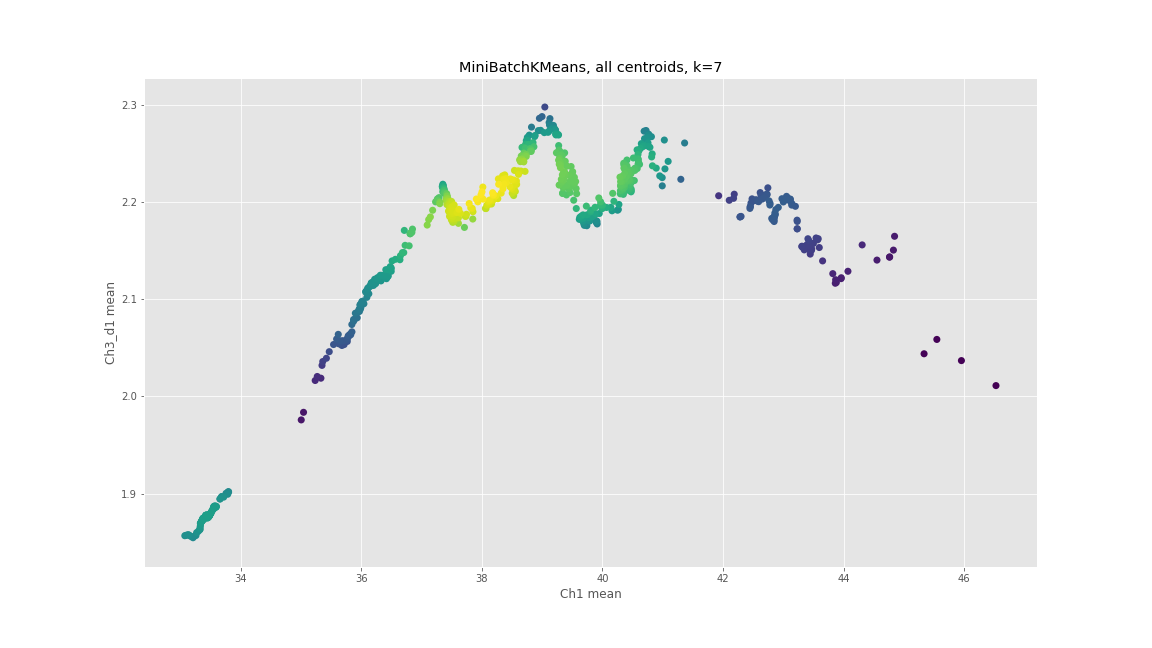 MiniBatchKMeans, all centroids, k=7
2.3
2.2
2.1
2.0
1.9
Ch3_d1 mean
34 36 38 40 42 44 46
Ch1 mean